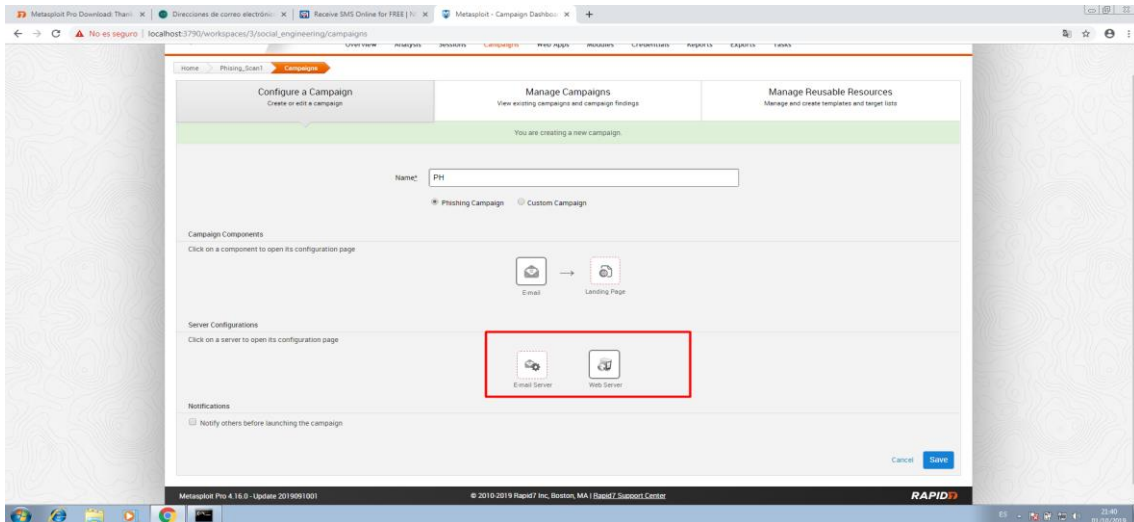 Metasploit Pro Download: Thank
Direcciones de correo electrónic
Receive SMS Online for FREE |
Metasploit - Campaign Dashboar
No es seguro | localhost:3790/workspaces/3/social_engineering/campaigns
Overview Analysis Sessions Campaigns Web Apps Modules Credentials Reports Exports Tasks
Home Phising_Scan1 Campaigns
Configure a Campaign
Create or edit a campaign
Manage Campaigns
View existing campaigns and campaign findings
Manage Reusable Resources
Manage and create templates and target lists
You are creating a new campaign.
Name* PH
Phishing Campaign Custom Campaign
Campaign Components
Click on a component to open its configuration page
E-mail Landing Page
Server Configurations
Click on a server to open its configuration page
E-mail Server Web Server
Notifications
Notify others before launching the campaign
Cancel Save
Metasploit Pro 4.16.0 - Update 2019091001 © 2010-2019 Rapid7 Inc, Boston, MA | Rapid7 Support Center RAPID7
ES 21:40